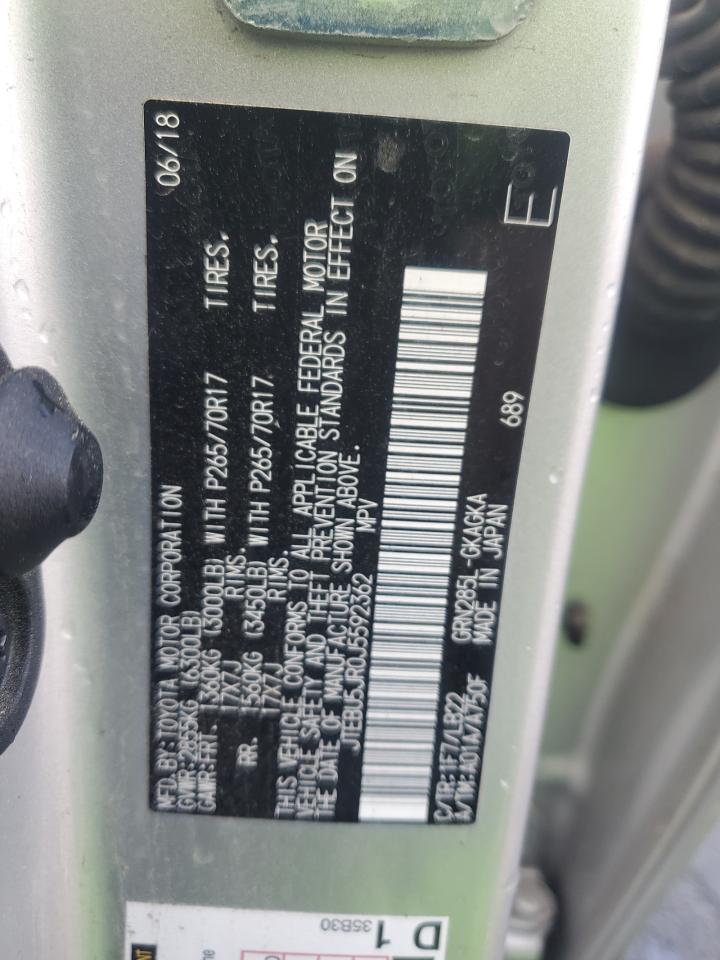 MFD. BY: TOYOTA MOTOR CORPORATION 06/18
GVWR: 2855KG (6300LB)
GAWR: FRT 1360KG (3000LB) WITH P265/70R17 TIRES,
17X7J RIMS,
RR. 1560KG (3450LB) WITH P265/70R17 TIRES,
17X7J RIMS.
THIS VEHICLE CONFORMS TO ALL APPLICABLE FEDERAL MOTOR
VEHICLE SAFETY AND THEFT PREVENTION STANDARDS IN EFFECT ON
THE DATE OF MANUFACTURE SHOWN ABOVE.
JTEBU5JR0J5592362 MPV
C/TR: 1F7/LB22 GRN285L-GKAGKA
A/TM: A01A/A750F MADE IN JAPAN 689
E
D 1
35B30